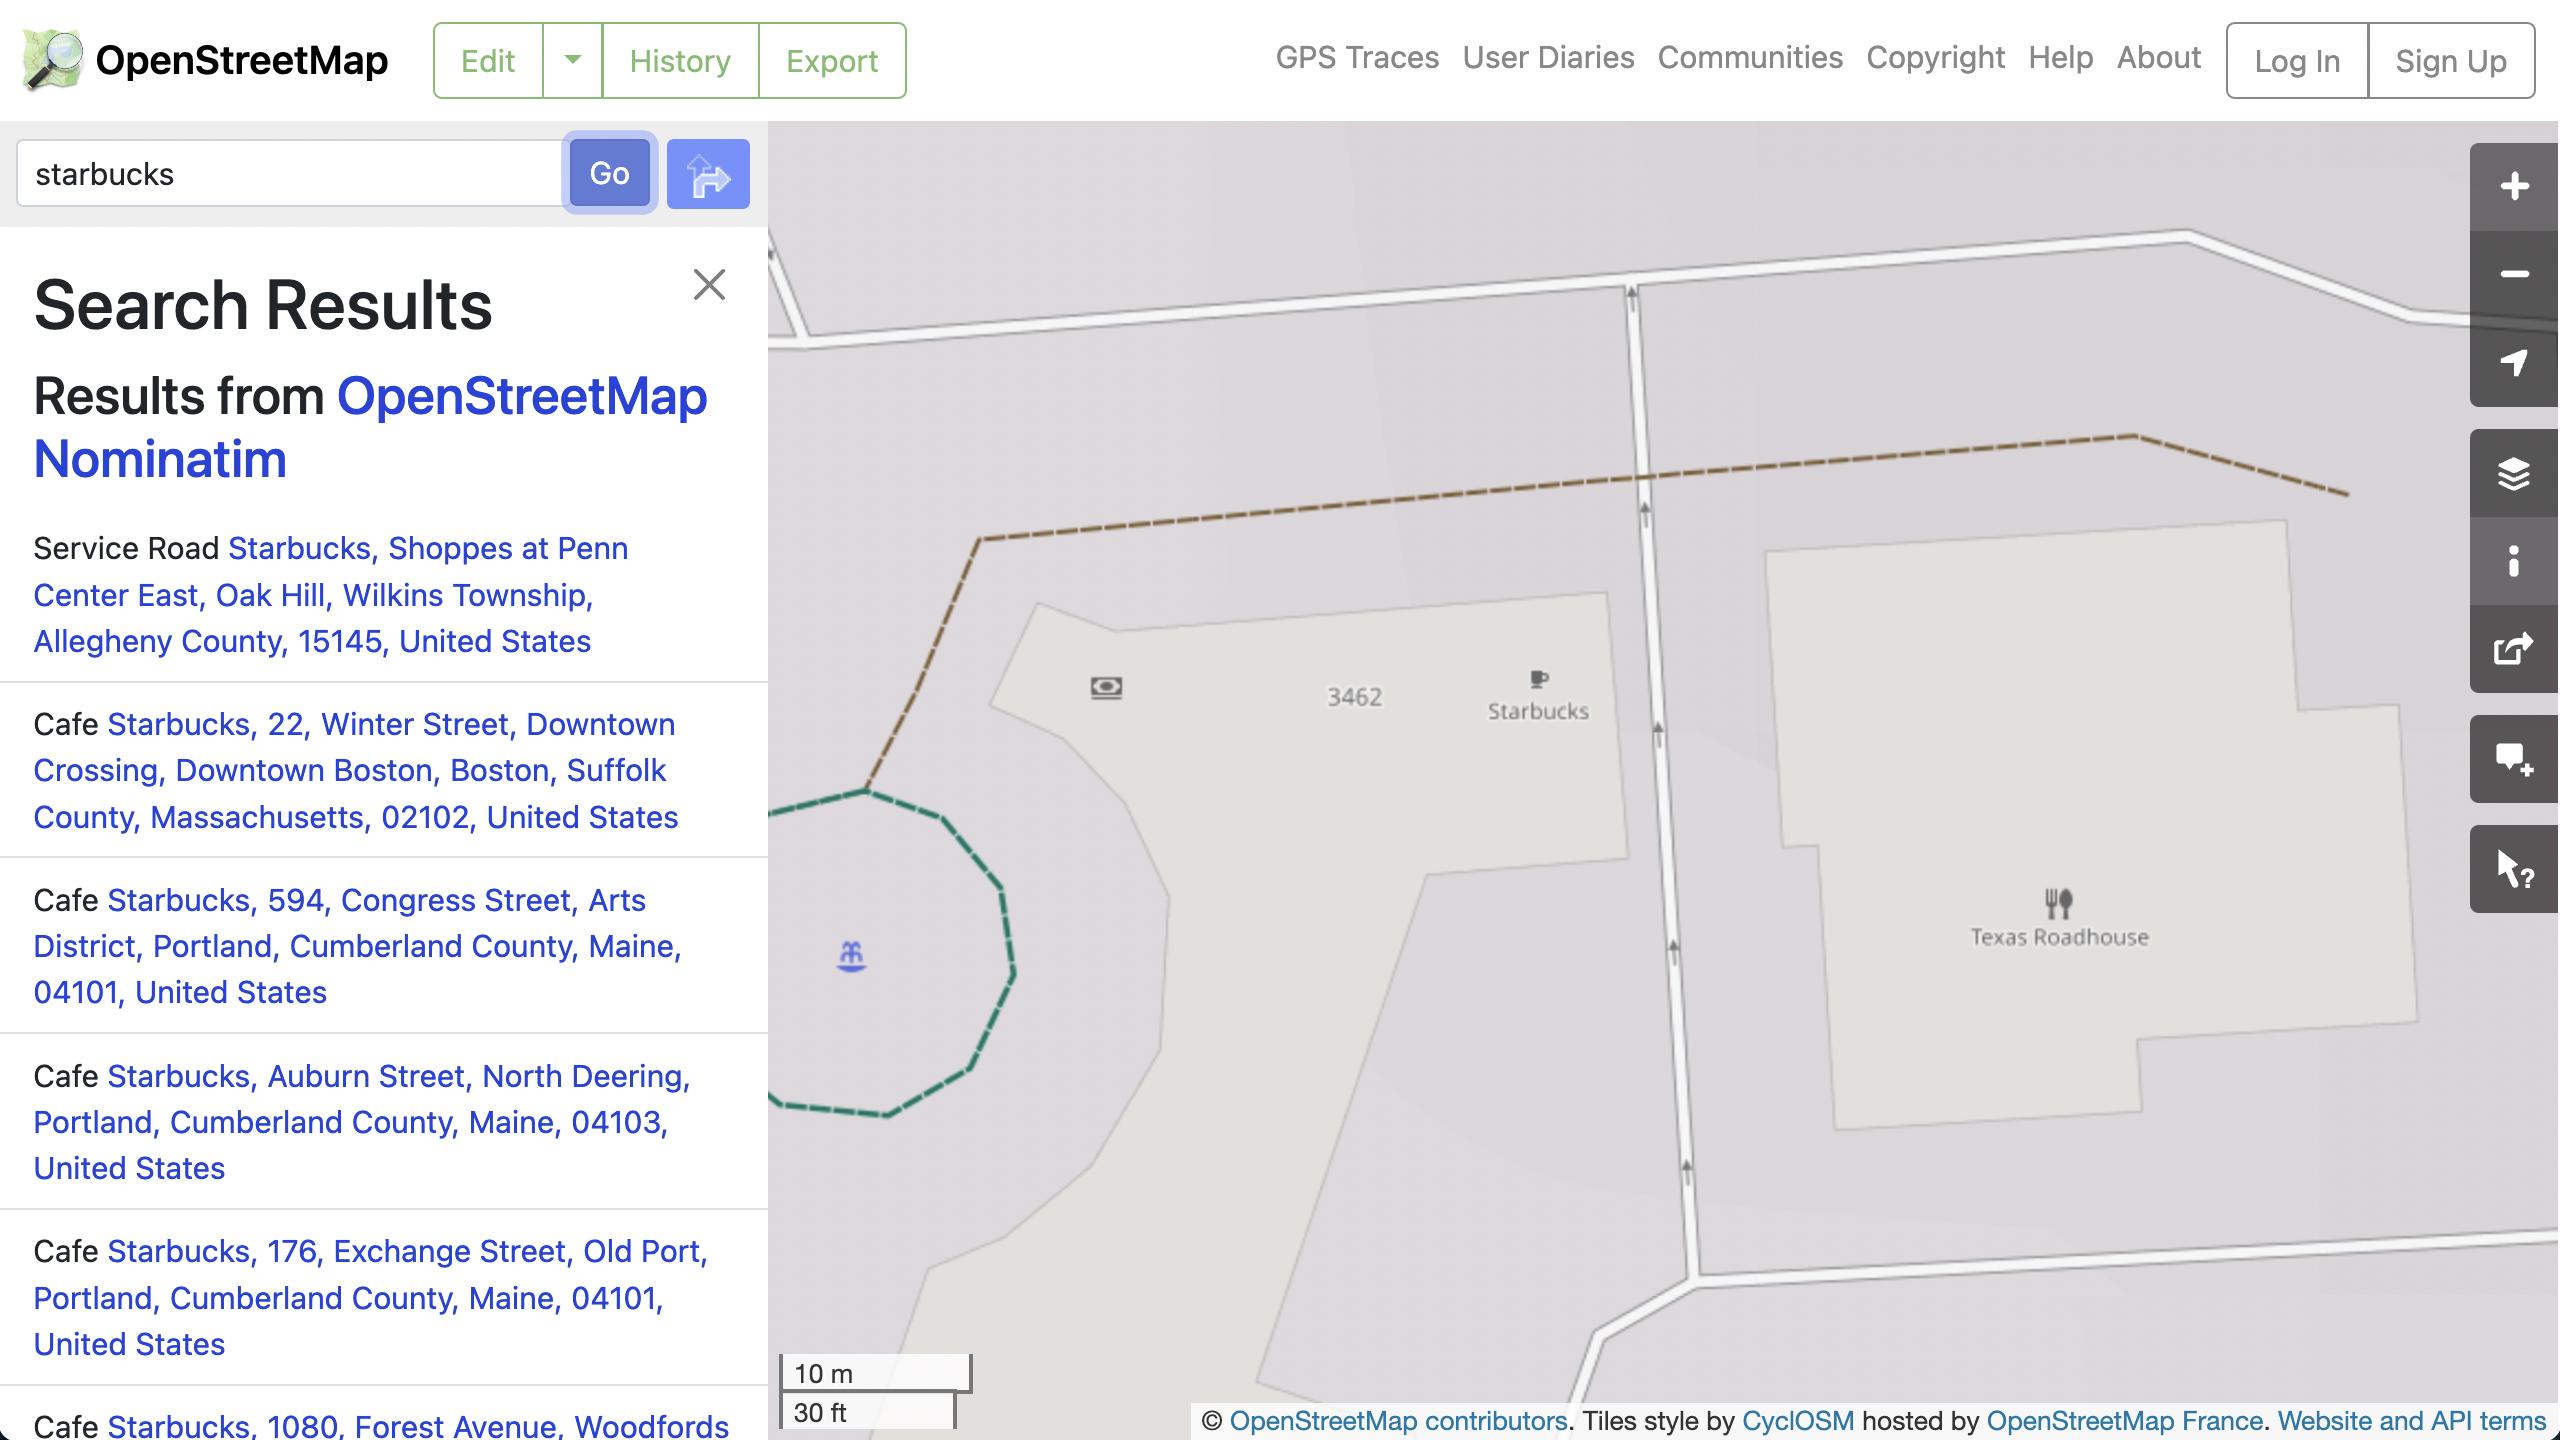 OpenStreetMap
Edit
History
Export
GPS Traces
User Diaries
Communities
Copyright
Help
About
Log In
Sign Up
starbucks
Go
Search Results
Results from OpenStreetMap
Nominatim
Service Road Starbucks, Shoppes at Penn
Center East, Oak Hill, Wilkins Township,
Allegheny County, 15145, United States
Cafe Starbucks, 22, Winter Street, Downtown
Crossing, Downtown Boston, Boston, Suffolk
County, Massachusetts, 02102, United States
Cafe Starbucks, 594, Congress Street, Arts
District, Portland, Cumberland County, Maine,
04101, United States
Cafe Starbucks, Auburn Street, North Deering,
Portland, Cumberland County, Maine, 04103,
United States
Cafe Starbucks, 176, Exchange Street, Old Port,
Portland, Cumberland County, Maine, 04101,
United States
Cafe Starbucks, 1080, Forest Avenue, Woodfords
3462
Starbucks
Texas Roadhouse
10 m
30 ft
© OpenStreetMap contributors. Tiles style by CyclOSM hosted by OpenStreetMap France. Website and API terms